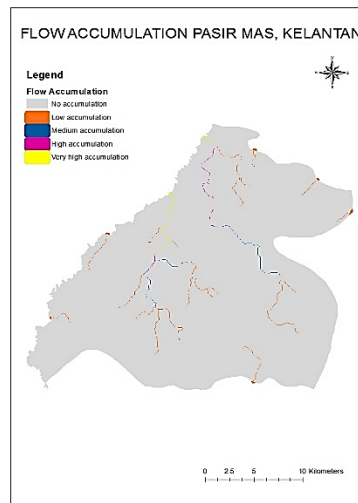 FLOW ACCUMULATION PASIR MAS, KELANTAN
Legend
Flow Accumulation
No accumulation
Low accumulation
Medium accumulation
High accumulation
Very high accumulation
0 2.5 5 10 Kilometers